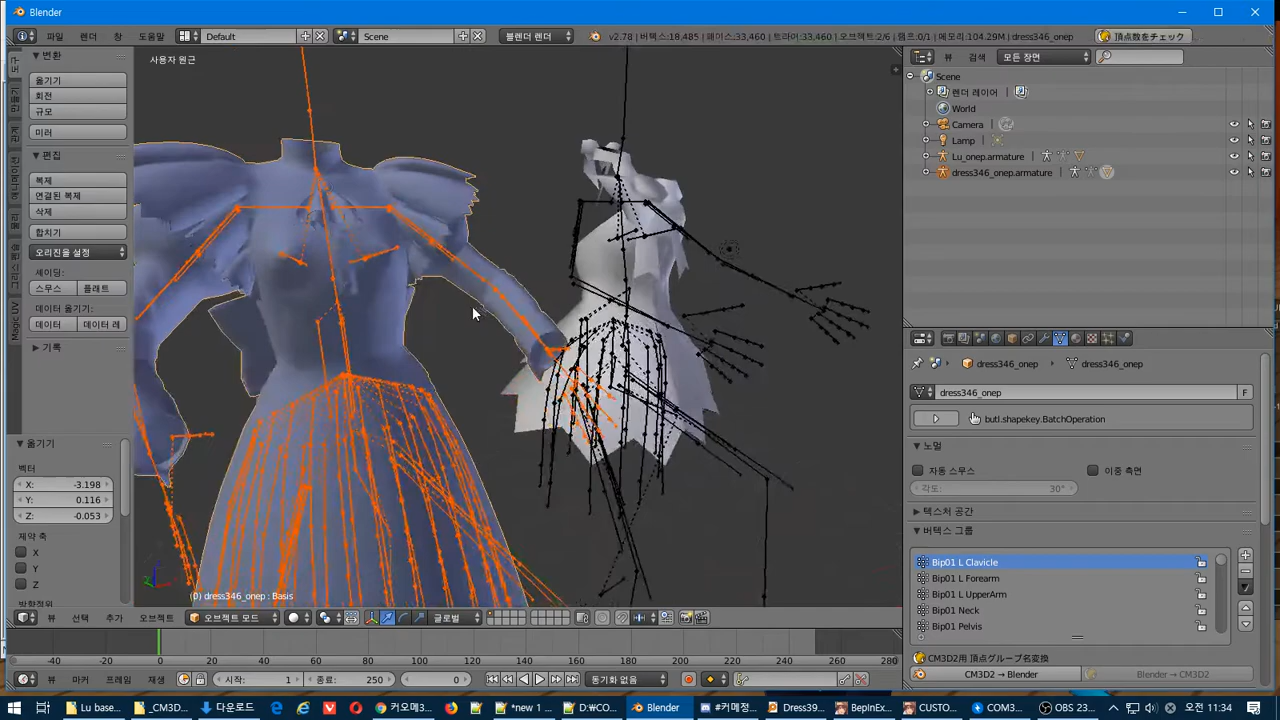 Blender
파일 렌더 창 도움말 Default Scene 블렌더 렌더 v2.78 | 버텍스:18,485 | 페이스:33,460 | 트라이:33,460 | 오브젝트:2/6 | 램프:0/1 | 메모리:104.29M | dress346_onep 頂点数をチェック
변환
옮기기
회전
규모
미러
편집
복제
연결된 복제
삭제
합치기
오리진을 설정
셰이딩:
스무스 플래트
데이터 옮기기:
데이터 데이터 레
기록
Magic UV
옮기기
벡터
X: -3.198
Y: 0.116
Z: -0.053
제약 축
X
Y
Z
사용자 원근
(0) dress346_onep : Basis
뷰 선택 추가 오브젝트 오브젝트 모드 글로벌
-40 -20 0 20 40 60 80 100 120 140 160 180 200 220 240 260 280
뷰 마커 프레임 재생 시작: 1 종료: 250 0 동기화 없음
뷰 검색 모든 장면
Scene
렌더 레이어
World
Camera
Lamp
Lu_onep.armature
dress346_onep.armature
dress346_onep dress346_onep
dress346_onep F
butl.shapekey.BatchOperation
노멀
자동 스무스 이중 측면
각도: 30°
텍스처 공간
버텍스 그룹
Bip01 L Clavicle
Bip01 L Forearm
Bip01 L UpperArm
Bip01 Neck
Bip01 Pelvis
CM3D2用 頂点グループ名変換
CM3D2 → Blender Blender → CM3D2
Lu base... _CM3D... 다운로드 커오메3... *new 1 ... D:₩CO... Blender #커메정... Dress39... BepInEx... CUSTO... COM3... OBS 23... 오전 11:34